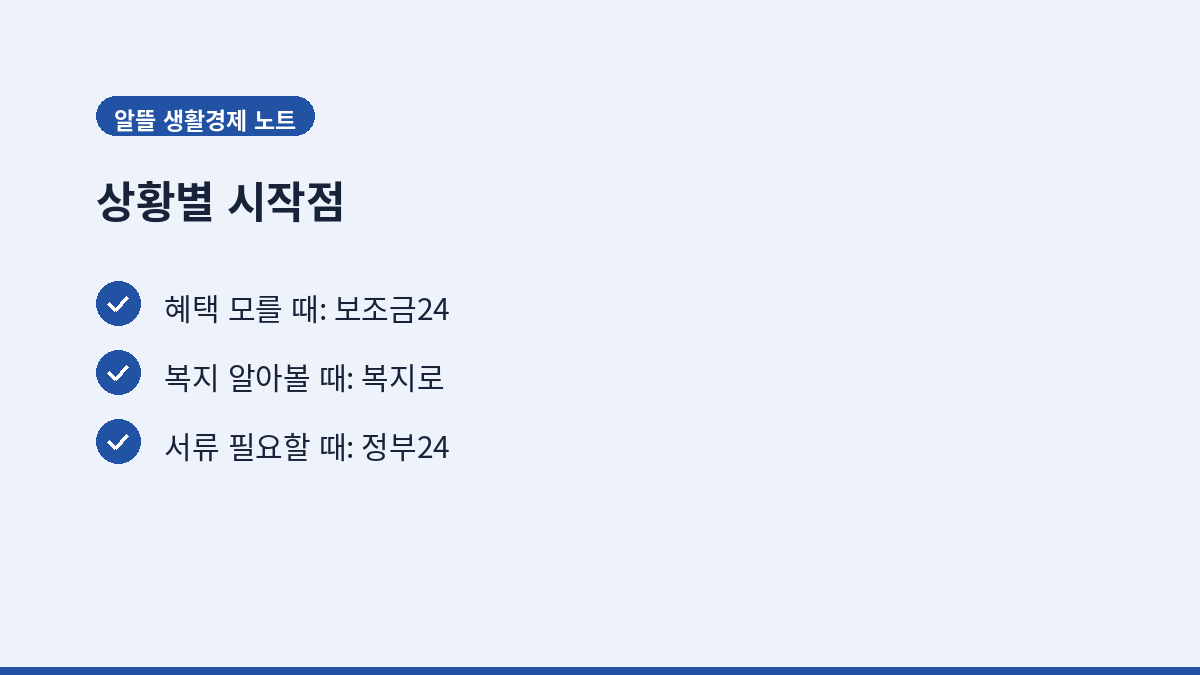 알뜰 생활경제 노트
상황별 시작점
혜택 모를 때: 보조금24
복지 알아볼 때: 복지로
서류 필요할 때: 정부24